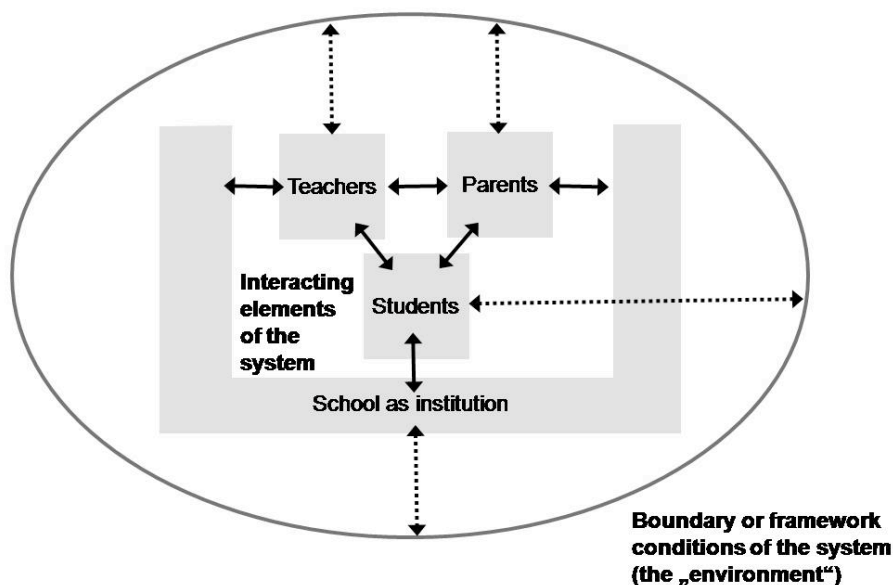 Teachers
Parents
Interacting
elements
of the
system
Students
School as institution
Boundary or framework
conditions of the system
(the „environment“)